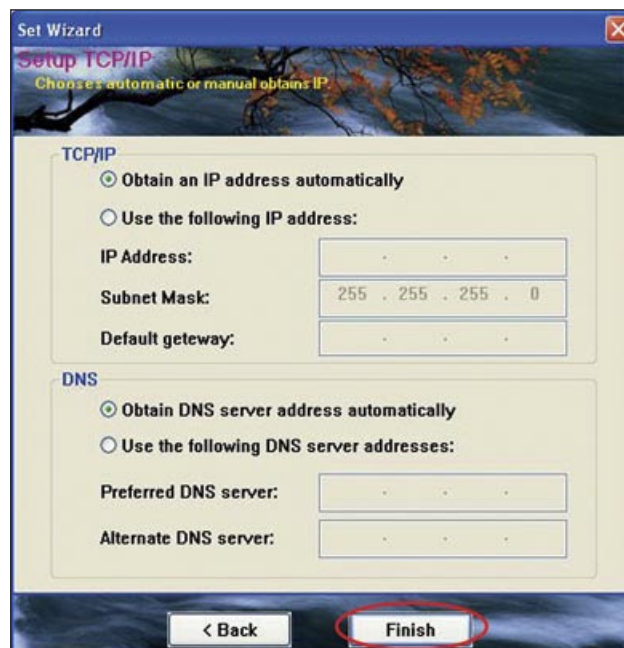 Set Wizard
Setup TCP/IP
Chooses automatic or manual obtains IP.
TCP/IP
Obtain an IP address automatically
Use the following IP address:
IP Address:
Subnet Mask: 255 . 255 . 255 . 0
Default geteway:
DNS
Obtain DNS server address automatically
Use the following DNS server addresses:
Preferred DNS server:
Alternate DNS server:
< Back Finish